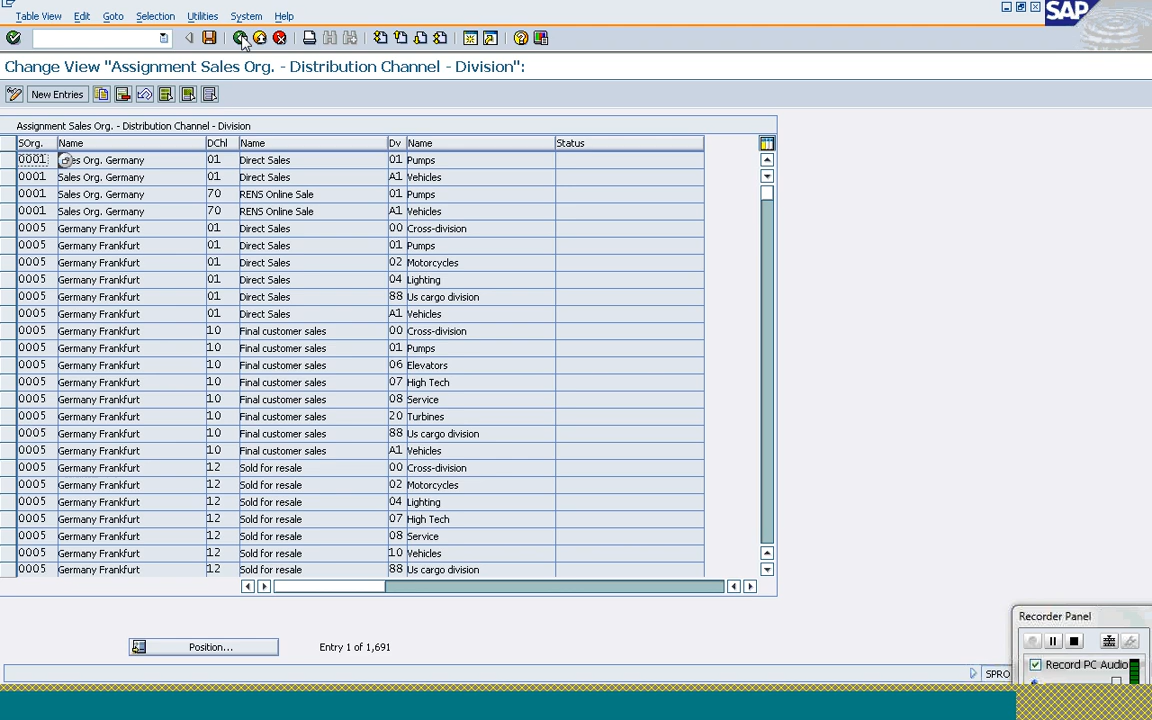 Table View Edit Goto Selection Utilities System Help
SAP
Change View "Assignment Sales Org. - Distribution Channel - Division":
New Entries
Assignment Sales Org. - Distribution Channel - Division
SOrg. Name DChl Name Dv Name Status
0001 es Org. Germany 01 Direct Sales 01 Pumps
0001 Sales Org. Germany 01 Direct Sales A1 Vehicles
0001 Sales Org. Germany 70 RENS Online Sale 01 Pumps
0001 Sales Org. Germany 70 RENS Online Sale A1 Vehicles
0005 Germany Frankfurt 01 Direct Sales 00 Cross-division
0005 Germany Frankfurt 01 Direct Sales 01 Pumps
0005 Germany Frankfurt 01 Direct Sales 02 Motorcycles
0005 Germany Frankfurt 01 Direct Sales 04 Lighting
0005 Germany Frankfurt 01 Direct Sales 88 Us cargo division
0005 Germany Frankfurt 01 Direct Sales A1 Vehicles
0005 Germany Frankfurt 10 Final customer sales 00 Cross-division
0005 Germany Frankfurt 10 Final customer sales 01 Pumps
0005 Germany Frankfurt 10 Final customer sales 06 Elevators
0005 Germany Frankfurt 10 Final customer sales 07 High Tech
0005 Germany Frankfurt 10 Final customer sales 08 Service
0005 Germany Frankfurt 10 Final customer sales 20 Turbines
0005 Germany Frankfurt 10 Final customer sales 88 Us cargo division
0005 Germany Frankfurt 10 Final customer sales A1 Vehicles
0005 Germany Frankfurt 12 Sold for resale 00 Cross-division
0005 Germany Frankfurt 12 Sold for resale 02 Motorcycles
0005 Germany Frankfurt 12 Sold for resale 04 Lighting
0005 Germany Frankfurt 12 Sold for resale 07 High Tech
0005 Germany Frankfurt 12 Sold for resale 08 Service
0005 Germany Frankfurt 12 Sold for resale 10 Vehicles
0005 Germany Frankfurt 12 Sold for resale 88 Us cargo division
Position... Entry 1 of 1,691
Recorder Panel
Record PC Audio
SPRO